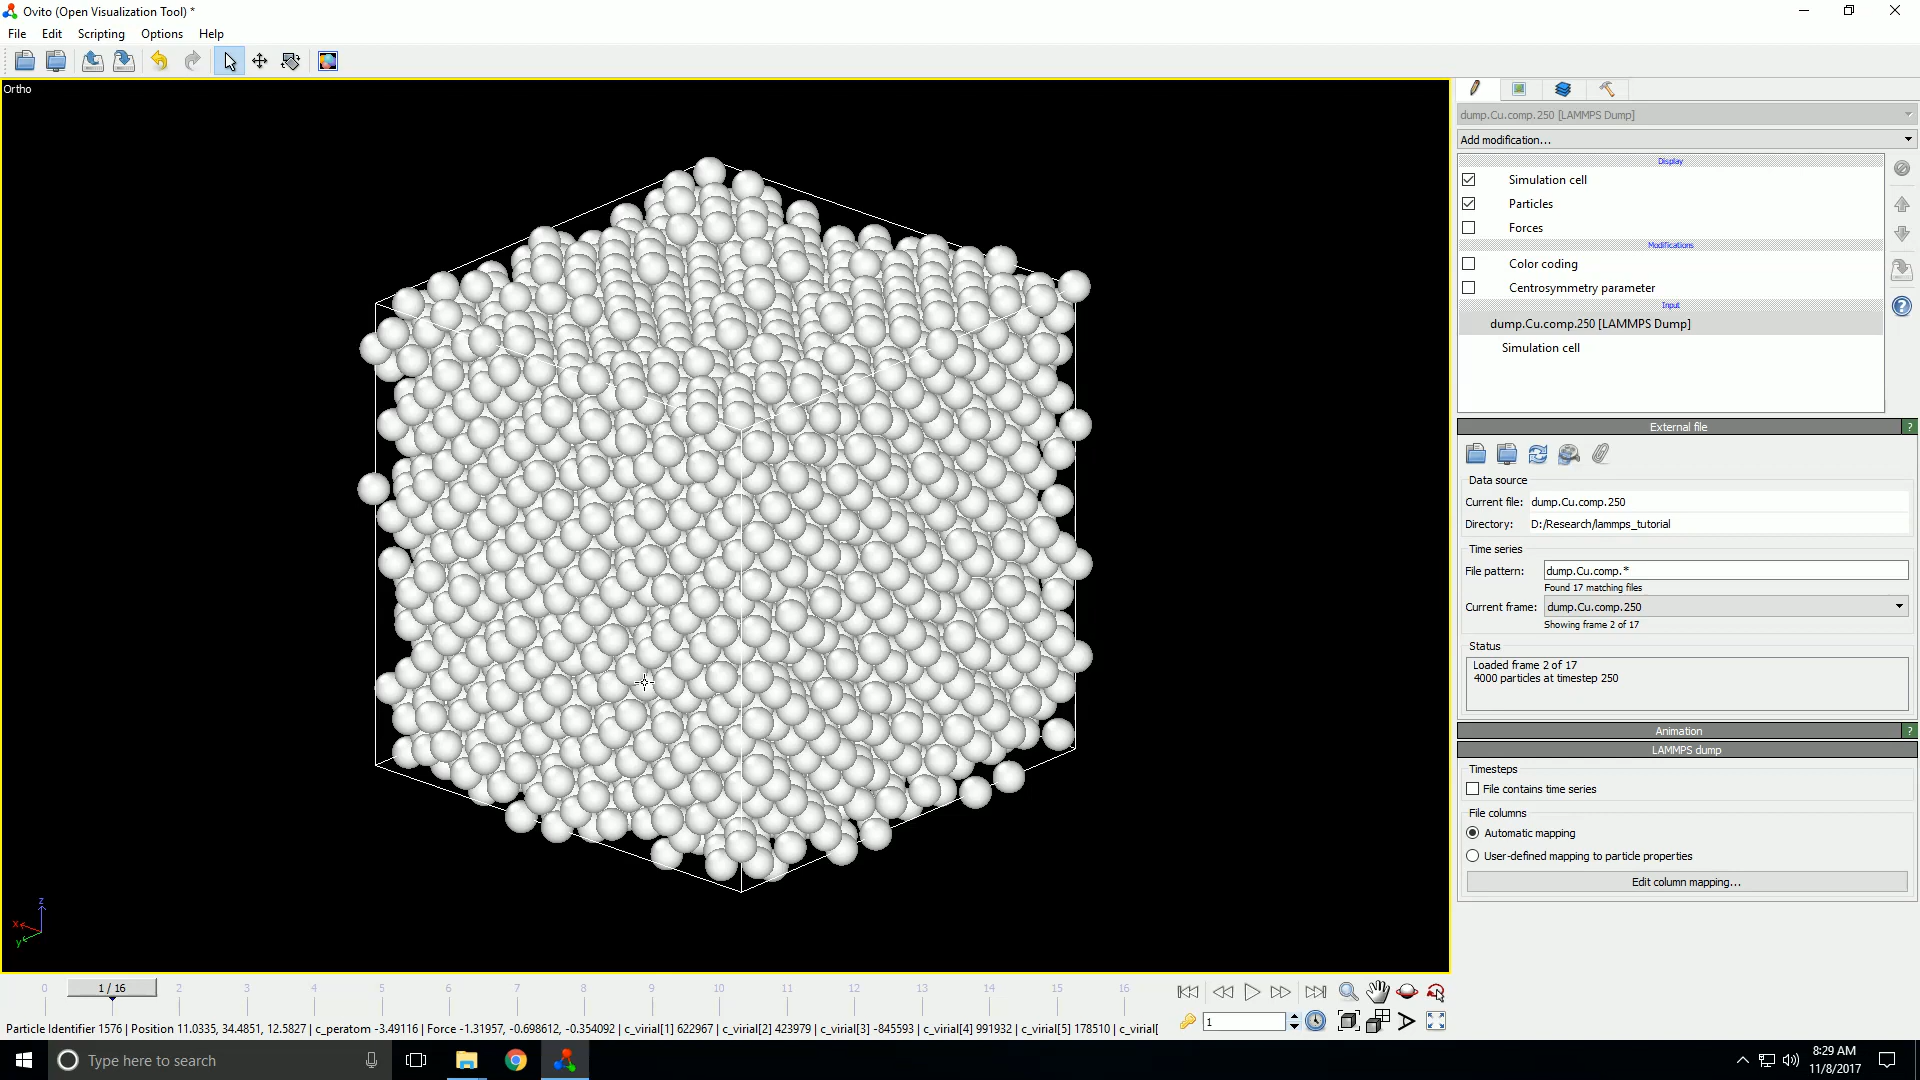 Ovito (Open Visualization Tool) *
File Edit Scripting Options Help
Ortho
dump.Cu.comp.250 [LAMMPS Dump]
Add modification...
Display
Simulation cell
Particles
Forces
Modifications
Color coding
Centrosymmetry parameter
Input
dump.Cu.comp.250 [LAMMPS Dump]
Simulation cell
External file ?
Data source
Current file: dump.Cu.comp.250
Directory: D:/Research/lammps_tutorial
Time series
File pattern: dump.Cu.comp.*
Found 17 matching files
Current frame: dump.Cu.comp.250
Showing frame 2 of 17
Status
Loaded frame 2 of 17
4000 particles at timestep 250
Animation ?
LAMMPS dump
Timesteps
File contains time series
File columns
Automatic mapping
User-defined mapping to particle properties
Edit column mapping...
z
x
y
0 1 / 16 2 3 4 5 6 7 8 9 10 11 12 13 14 15 16
1
Particle Identifier 1576 | Position 11.0335, 34.4851, 12.5827 | c_peratom -3.49116 | Force -1.31957, -0.698612, -0.354092 | c_virial[1] 622967 | c_virial[2] 423979 | c_virial[3] -845593 | c_virial[4] 991932 | c_virial[5] 178510 | c_virial[
Type here to search
8:29 AM
11/8/2017